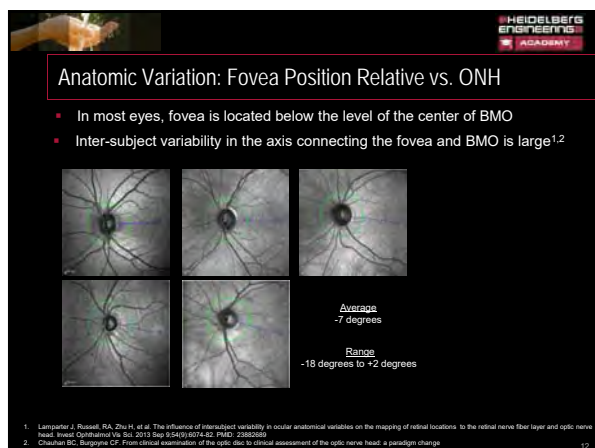 HEIDELBERG
ENGINEERING
ACADEMY
Anatomic Variation: Fovea Position Relative vs. ONH
In most eyes, fovea is located below the level of the center of BMO
Inter-subject variability in the axis connecting the fovea and BMO is large1,2
Average
-7 degrees
Range
-18 degrees to +2 degrees
1. Lamparter J, Russell, RA, Zhu H, et al. The influence of intersubject variability in ocular anatomical variables on the mapping of retinal locations to the retinal nerve fiber layer and optic nerve
head. Invest Ophthalmol Vis Sci. 2013 Sep 9;54(9):6074-82. PMID: 23882689
2. Chauhan BC, Burgoyne CF. From clinical examination of the optic disc to clinical assessment of the optic nerve head: a paradigm change
12